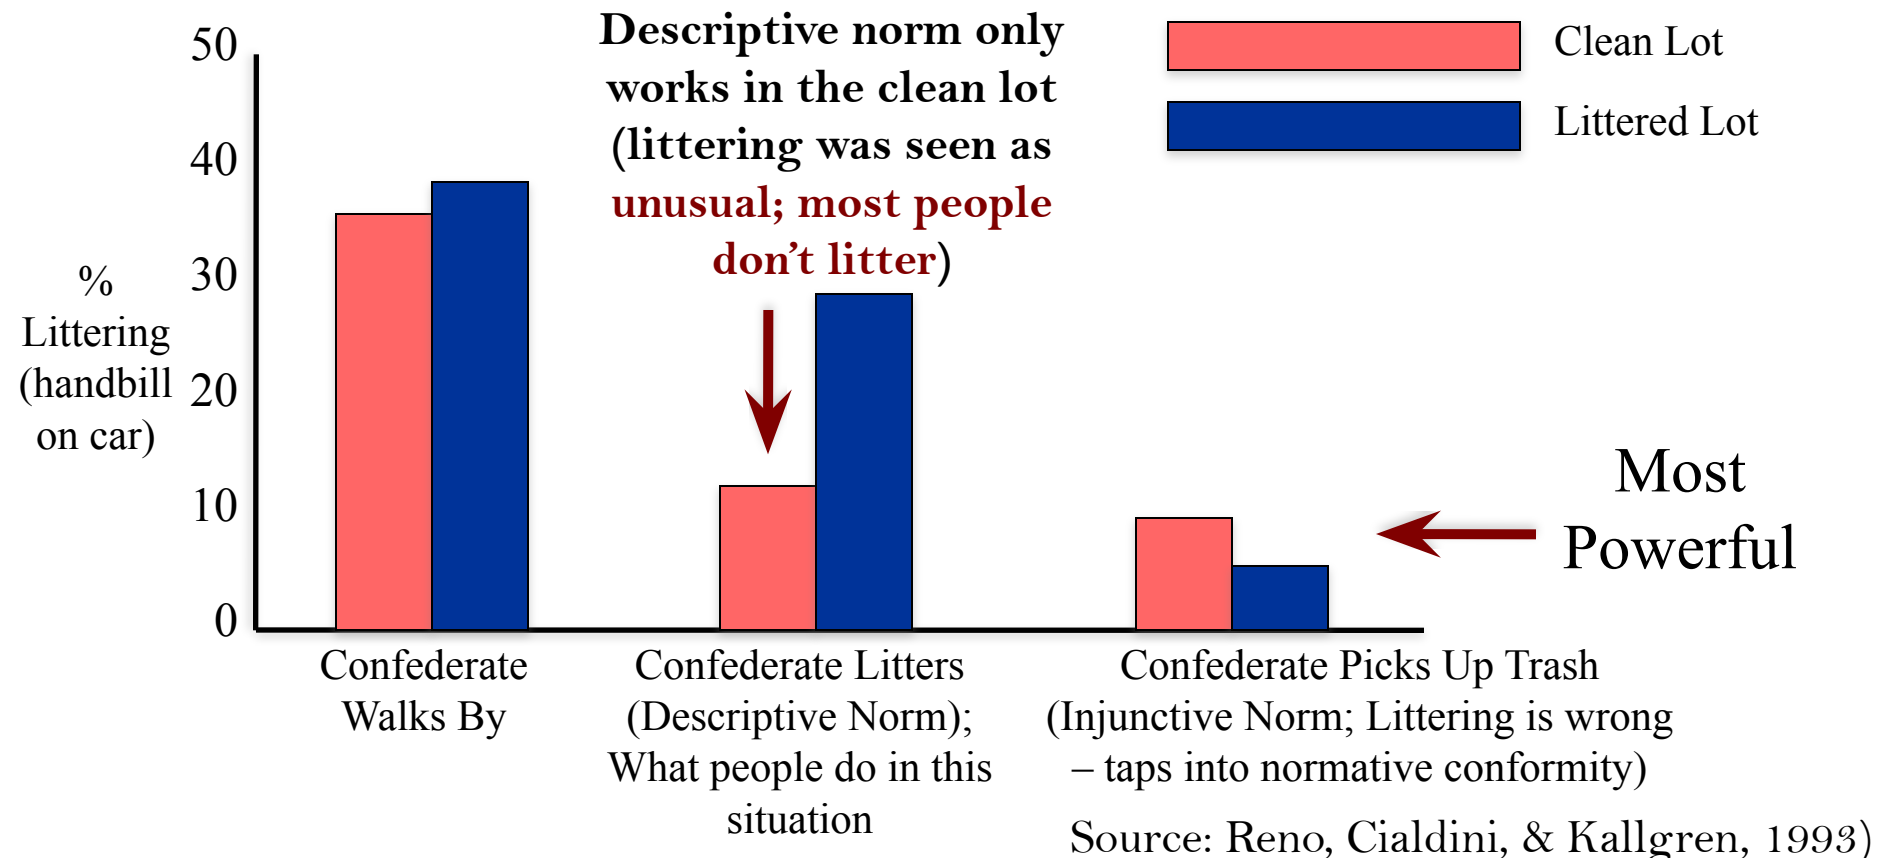 Descriptive norm only
works in the clean lot
(littering was seen as
unusual; most people
don’t litter)
Clean Lot
Littered Lot
50
40
30
20
10
0
%
Littering
(handbill
on car)
Most
Powerful
Confederate
Walks By
Confederate Litters
(Descriptive Norm);
What people do in this
situation
Confederate Picks Up Trash
(Injunctive Norm; Littering is wrong
– taps into normative conformity)
Source: Reno, Cialdini, & Kallgren, 1993)